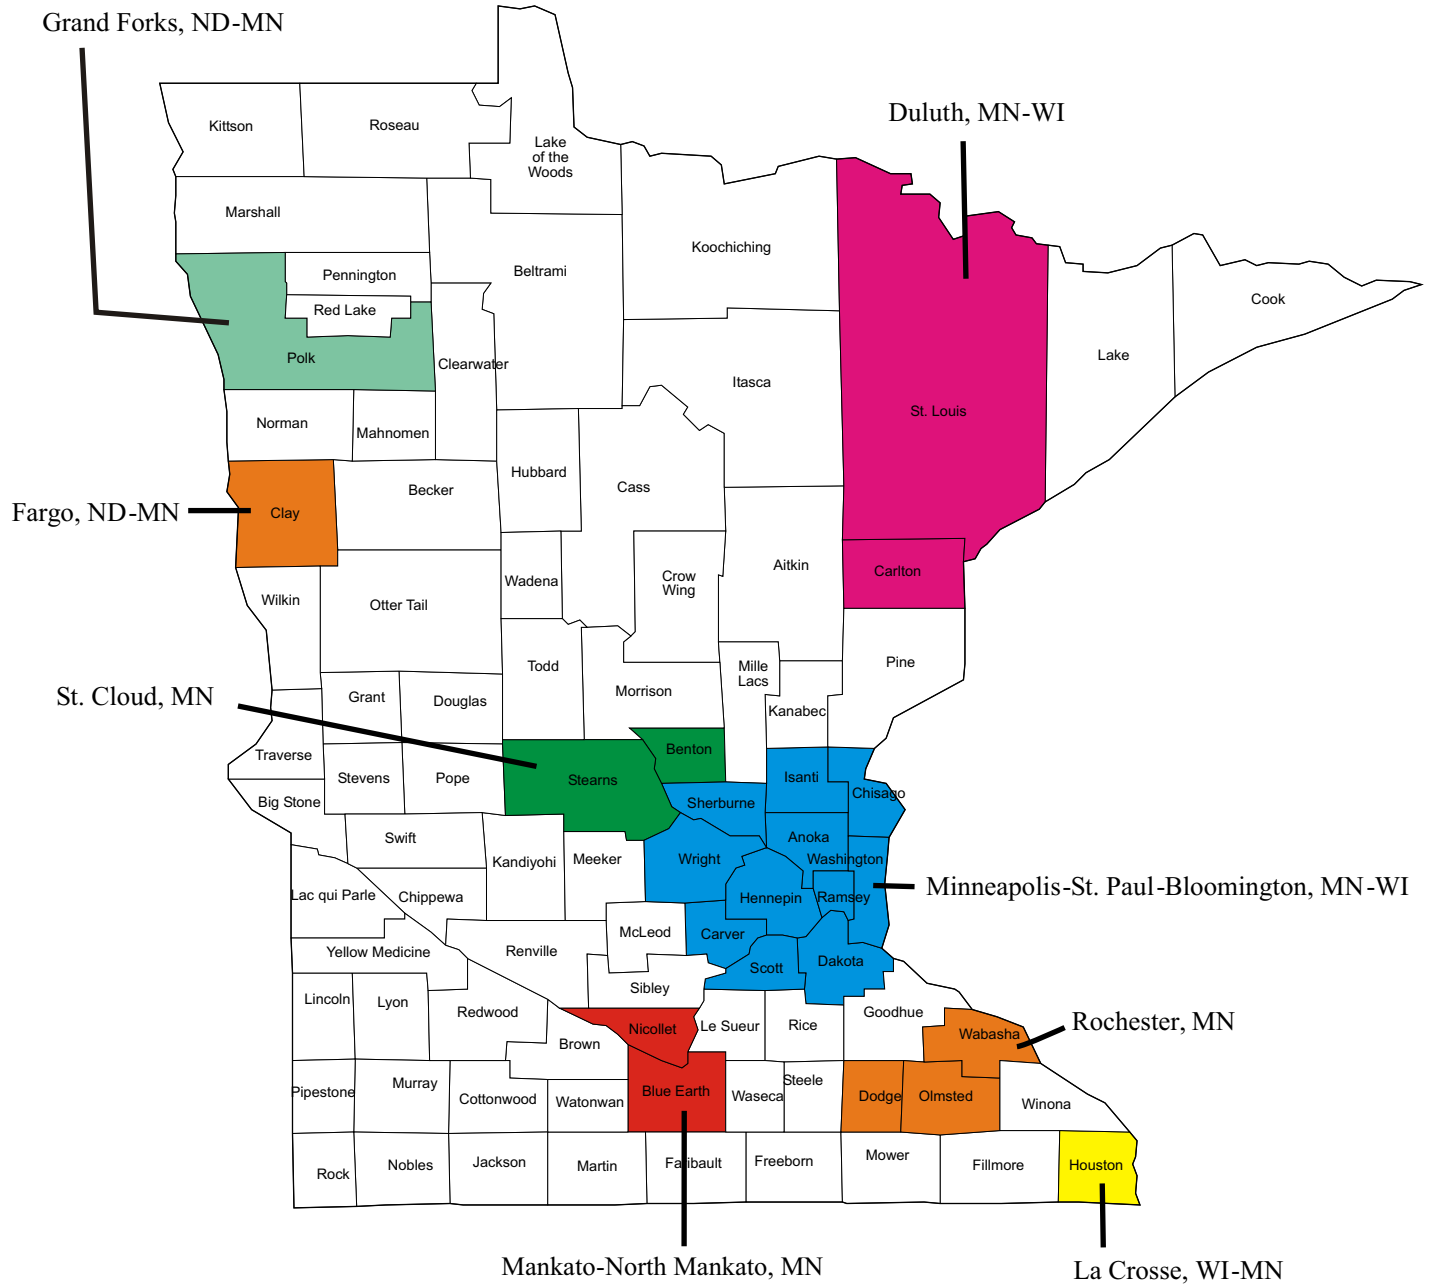 Grand Forks, ND-MN
Duluth, MN-WI
Kittson
Roseau
Lake
of the
Woods
Marshall
Koochiching
Pennington
Beltrami
Cook
Red Lake
Polk
Clearwater
Lake
Itasca
St. Louis
Norman
Mahnomen
Hubbard
Cass
Becker
Fargo, ND-MN
Clay
Aitkin
Carlton
Wadena
Crow
Wing
Wilkin
Otter Tail
Todd
Mille
Lacs
Pine
St. Cloud, MN
Grant
Douglas
Morrison
Kanabec
Traverse
Benton
Stevens
Pope
Stearns
Isanti
Chisago
Big Stone
Sherburne
Swift
Anoka
Kandiyohi
Meeker
Wright
Washington
Minneapolis-St. Paul-Bloomington, MN-WI
Lac qui Parle
Chippewa
Hennepin
Ramsey
McLeod
Carver
Yellow Medicine
Renville
Scott
Dakota
Sibley
Lincoln
Lyon
Redwood
Goodhue
Nicollet
Le Sueur
Rice
Rochester, MN
Wabasha
Brown
Pipestone
Murray
Cottonwood
Watonwan
Blue Earth
Waseca
Steele
Dodge
Olmsted
Winona
Rock
Nobles
Jackson
Martin
Faribault
Freeborn
Mower
Fillmore
Houston
Mankato-North Mankato, MN
La Crosse, WI-MN